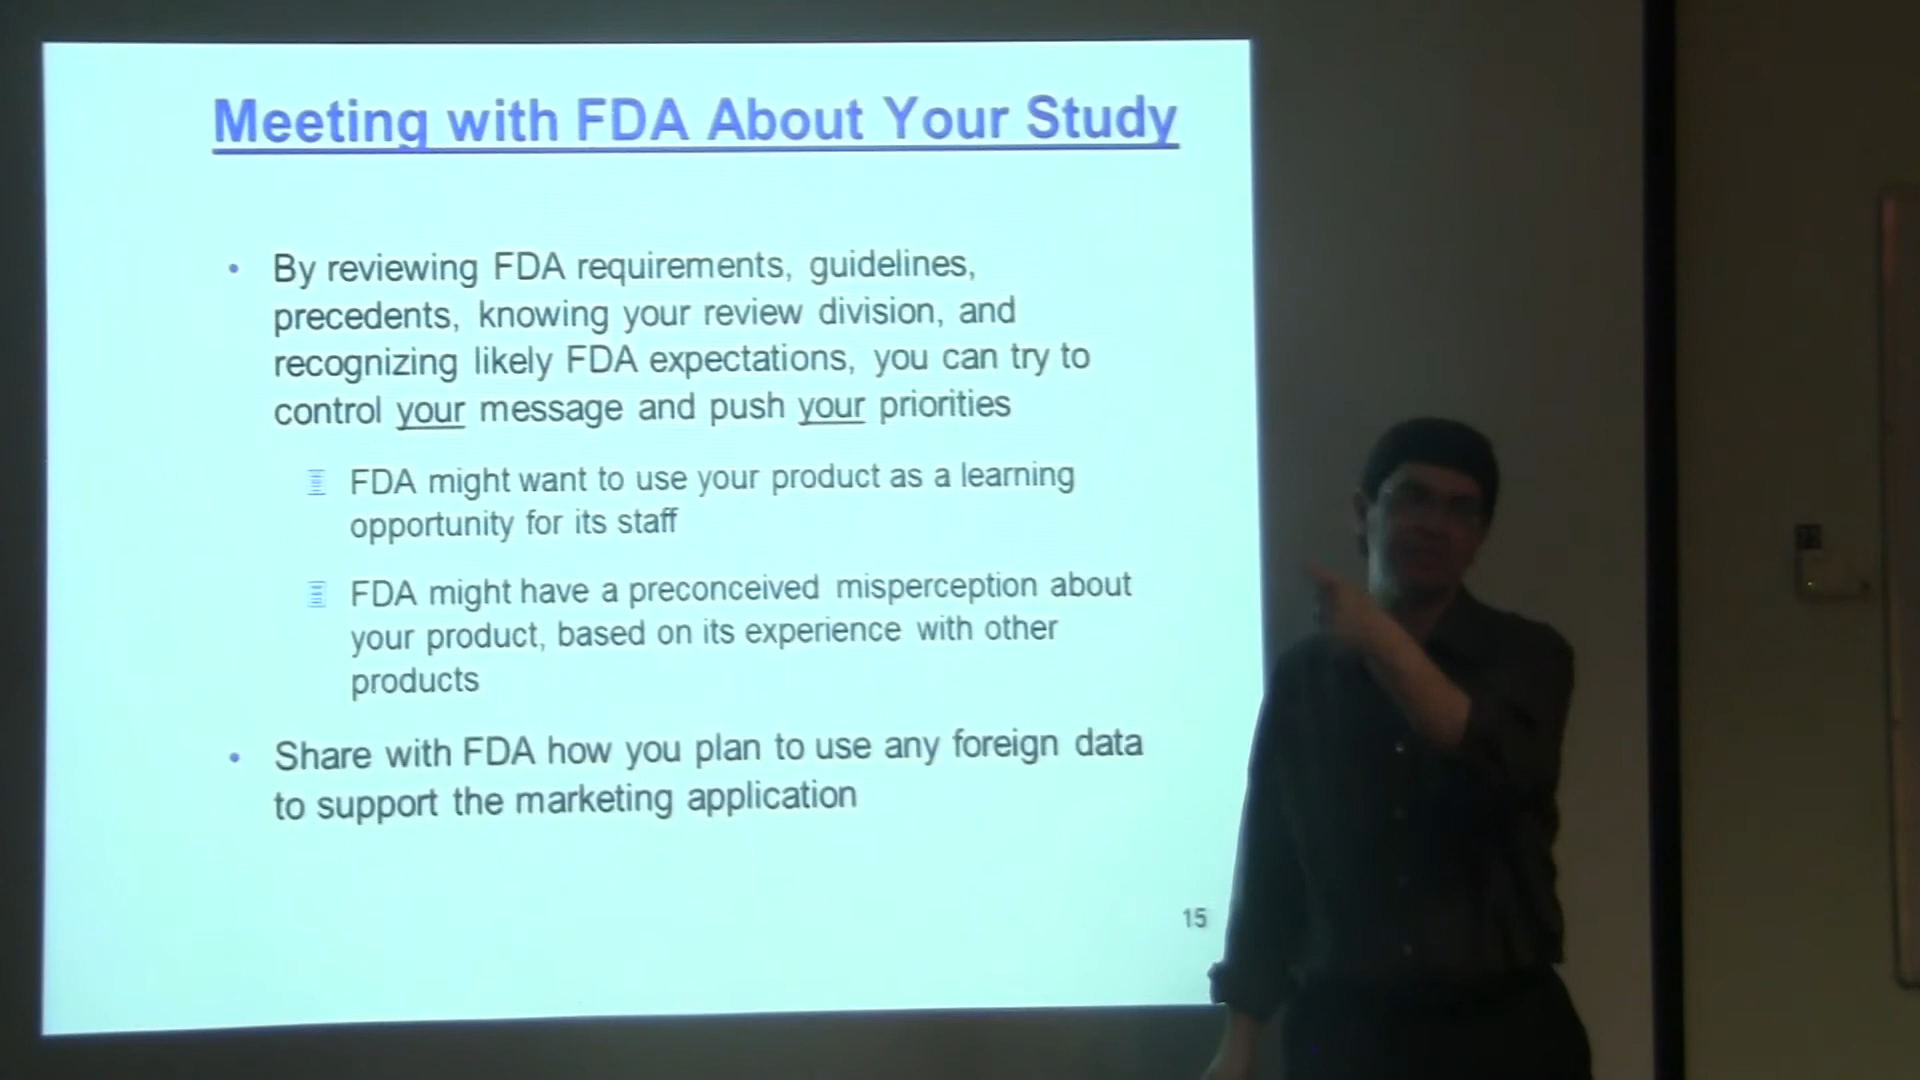 Meeting with FDA About Your Study
• By reviewing FDA requirements, guidelines,
precedents, knowing your review division, and
recognizing likely FDA expectations, you can try to
control your message and push your priorities
FDA might want to use your product as a learning
opportunity for its staff
FDA might have a preconceived misperception about
your product, based on its experience with other
products
• Share with FDA how you plan to use any foreign data
to support the marketing application
15